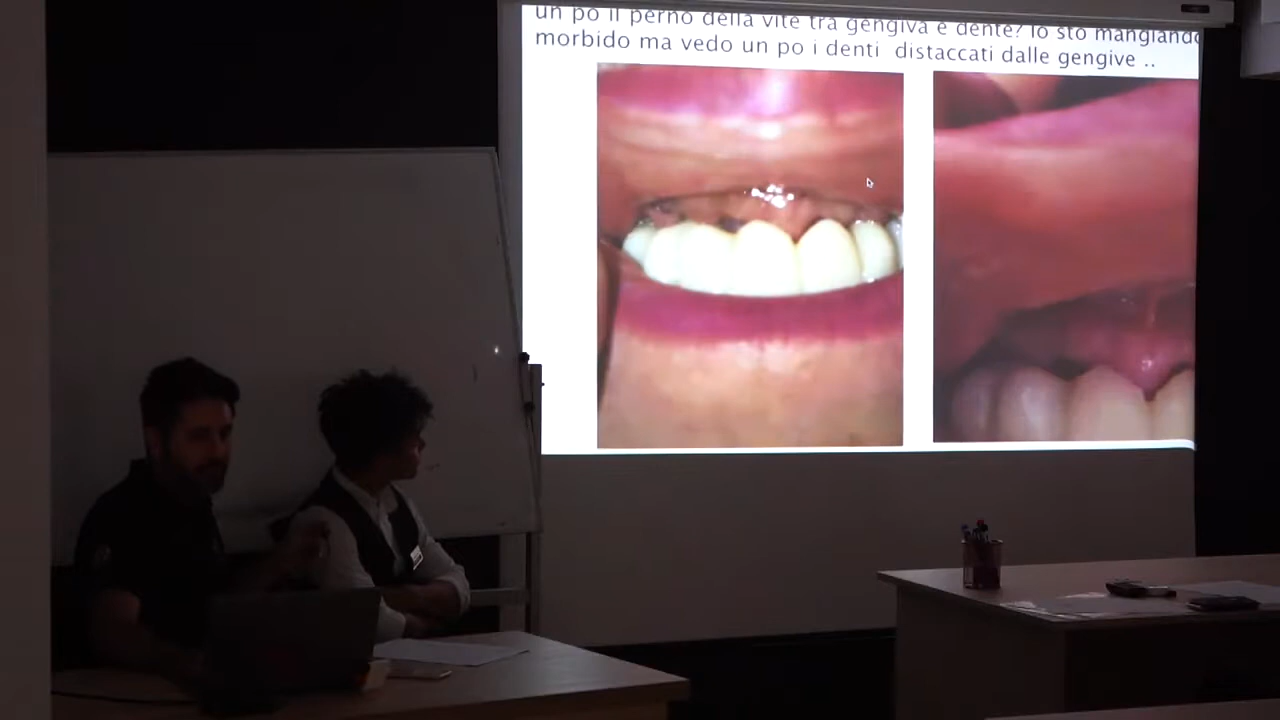 un po il perno della vite tra gengiva e dente? Io sto mangiando
morbido ma vedo un po i denti distaccati dalle gengive ..